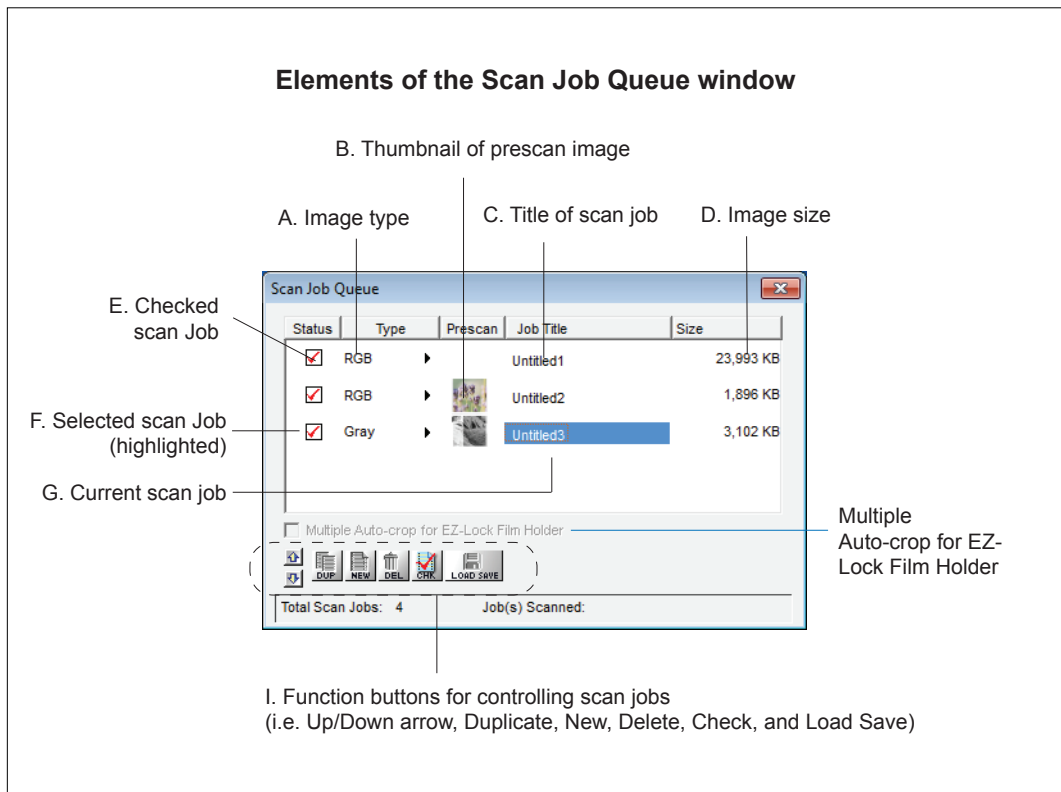 Elements of the Scan Job Queue window
B. Thumbnail of prescan image
A. Image type
C. Title of scan job
D. Image size
E. Checked
scan Job
F. Selected scan Job
(highlighted)
G. Current scan job
Scan Job Queue
Status Type Prescan Job Title Size
RGB Untitled1 23,993 KB
RGB Untitled2 1,896 KB
Gray Untitled3 3,102 KB
Multiple Auto-crop for EZ-Lock Film Holder
Multiple
Auto-crop for EZ-
Lock Film Holder
DUP NEW DEL CHK LOAD SAVE
Total Scan Jobs: 4 Job(s) Scanned:
I. Function buttons for controlling scan jobs
(i.e. Up/Down arrow, Duplicate, New, Delete, Check, and Load Save)